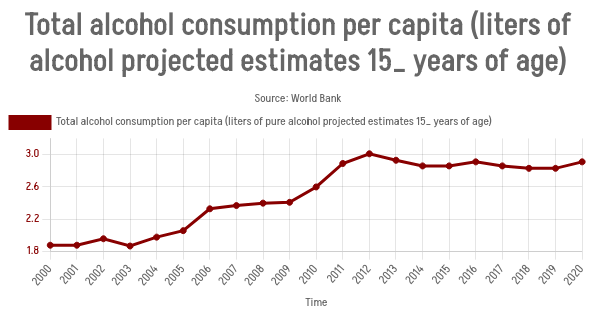 Total alcohol consumption per capita (liters of
alcohol projected estimates 15_ years of age)
Source: World Bank
Total alcohol consumption per capita (liters of pure alcohol projected estimates 15_ years of age)
3.0
2.6
2.2
1.8
2000 2001 2002 2003 2004 2005 2006 2007 2008 2009 2010 2011 2012 2013 2014 2015 2016 2017 2018 2019 2020
Time